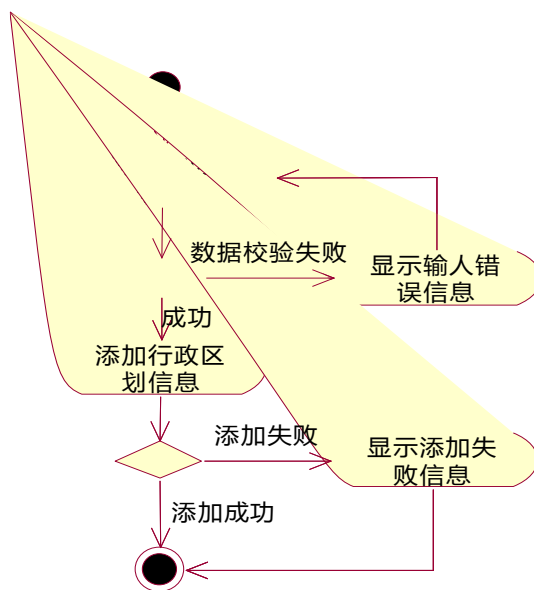 数据校验失败
显示输人错
误信息
成功
添加行政区
划信息
添加失败
显示添加失
败信息
添加成功